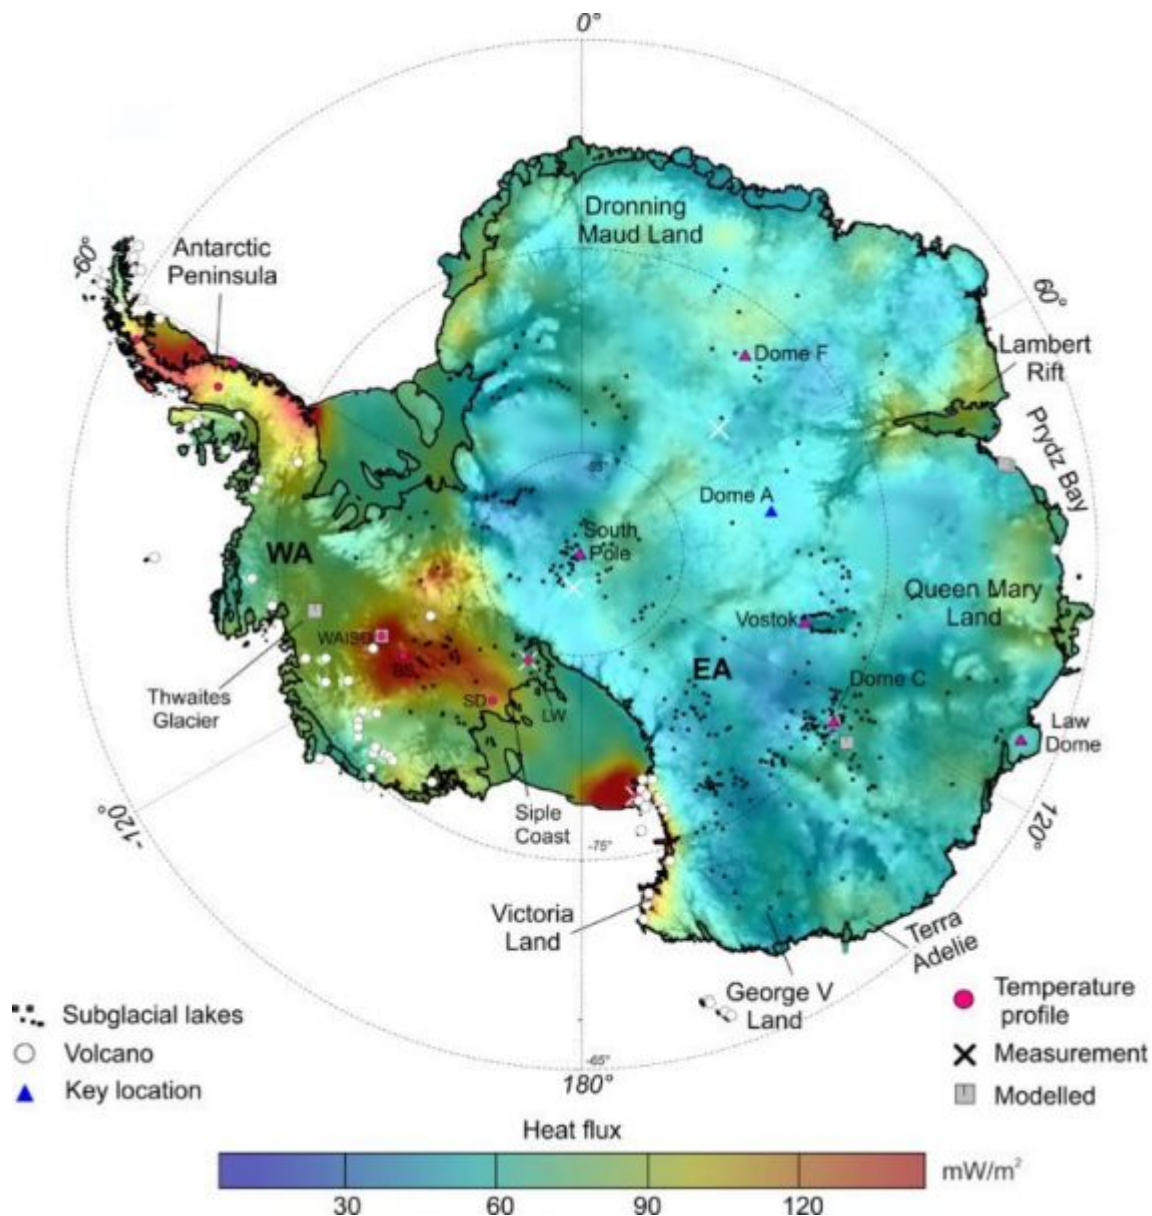 0°
Dronning
Maud Land
Antarctic
Peninsula
-60°
60°
Dome F
Lambert
Rift
Prydz Bay
-85°
Dome A
South
Pole
WA
Queen Mary
Land
Vostok
WAISD
BS
EA
Dome C
SD
LW
Thwaites
Glacier
Law
Dome
-120°
120°
Siple
Coast
-75°
Victoria
Land
Terra
Adelie
George V
Land
-65°
180°
Subglacial lakes
Volcano
Key location
Temperature
profile
Measurement
Modelled
Heat flux
mW/m²
30 60 90 120